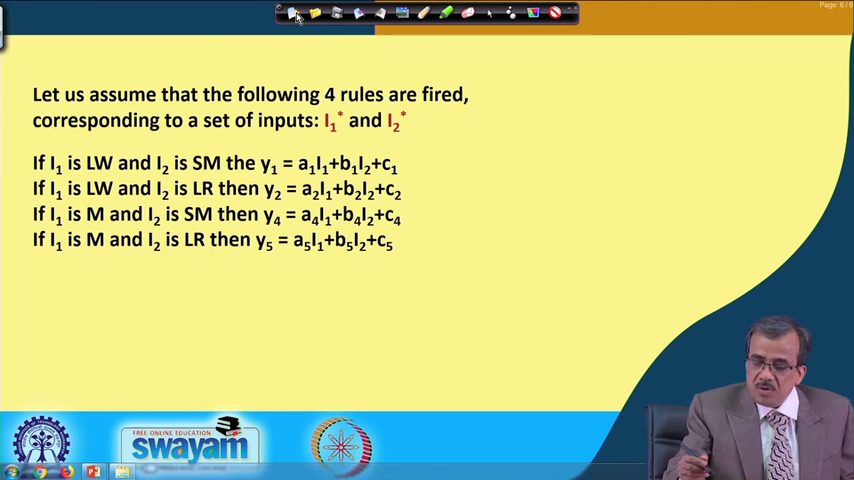 Page: 6/6
Let us assume that the following 4 rules are fired,
corresponding to a set of inputs: I₁* and I₂*
If I₁ is LW and I₂ is SM the y₁ = a₁I₁+b₁I₂+c₁
If I₁ is LW and I₂ is LR then y₂ = a₂I₁+b₂I₂+c₂
If I₁ is M and I₂ is SM then y₄ = a₄I₁+b₄I₂+c₄
If I₁ is M and I₂ is LR then y₅ = a₅I₁+b₅I₂+c₅
FREE ONLINE EDUCATION
swayam